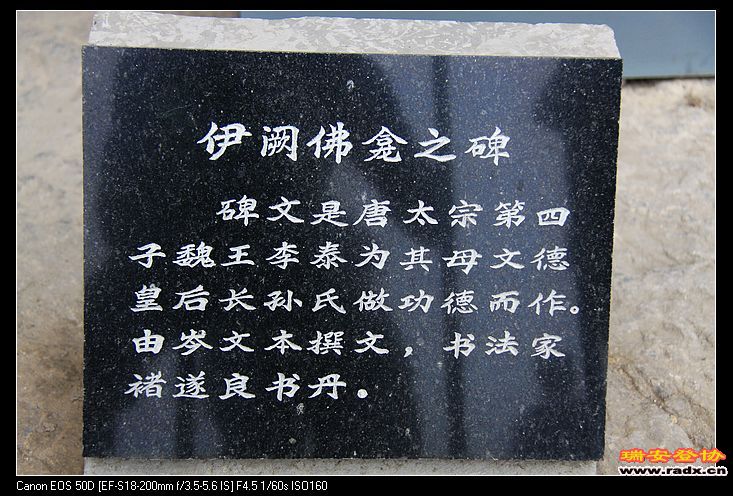 伊阙佛龛之碑
碑文是唐太宗第四
子魏王李泰为其母文德
皇后长孙氏做功德而作。
由岑文本撰文，书法家
褚遂良书丹。
瑞安登协
www.radx.cn
Canon EOS 50D [EF-S18-200mm f/3.5-5.6 IS] F4.5 1/60s ISO160